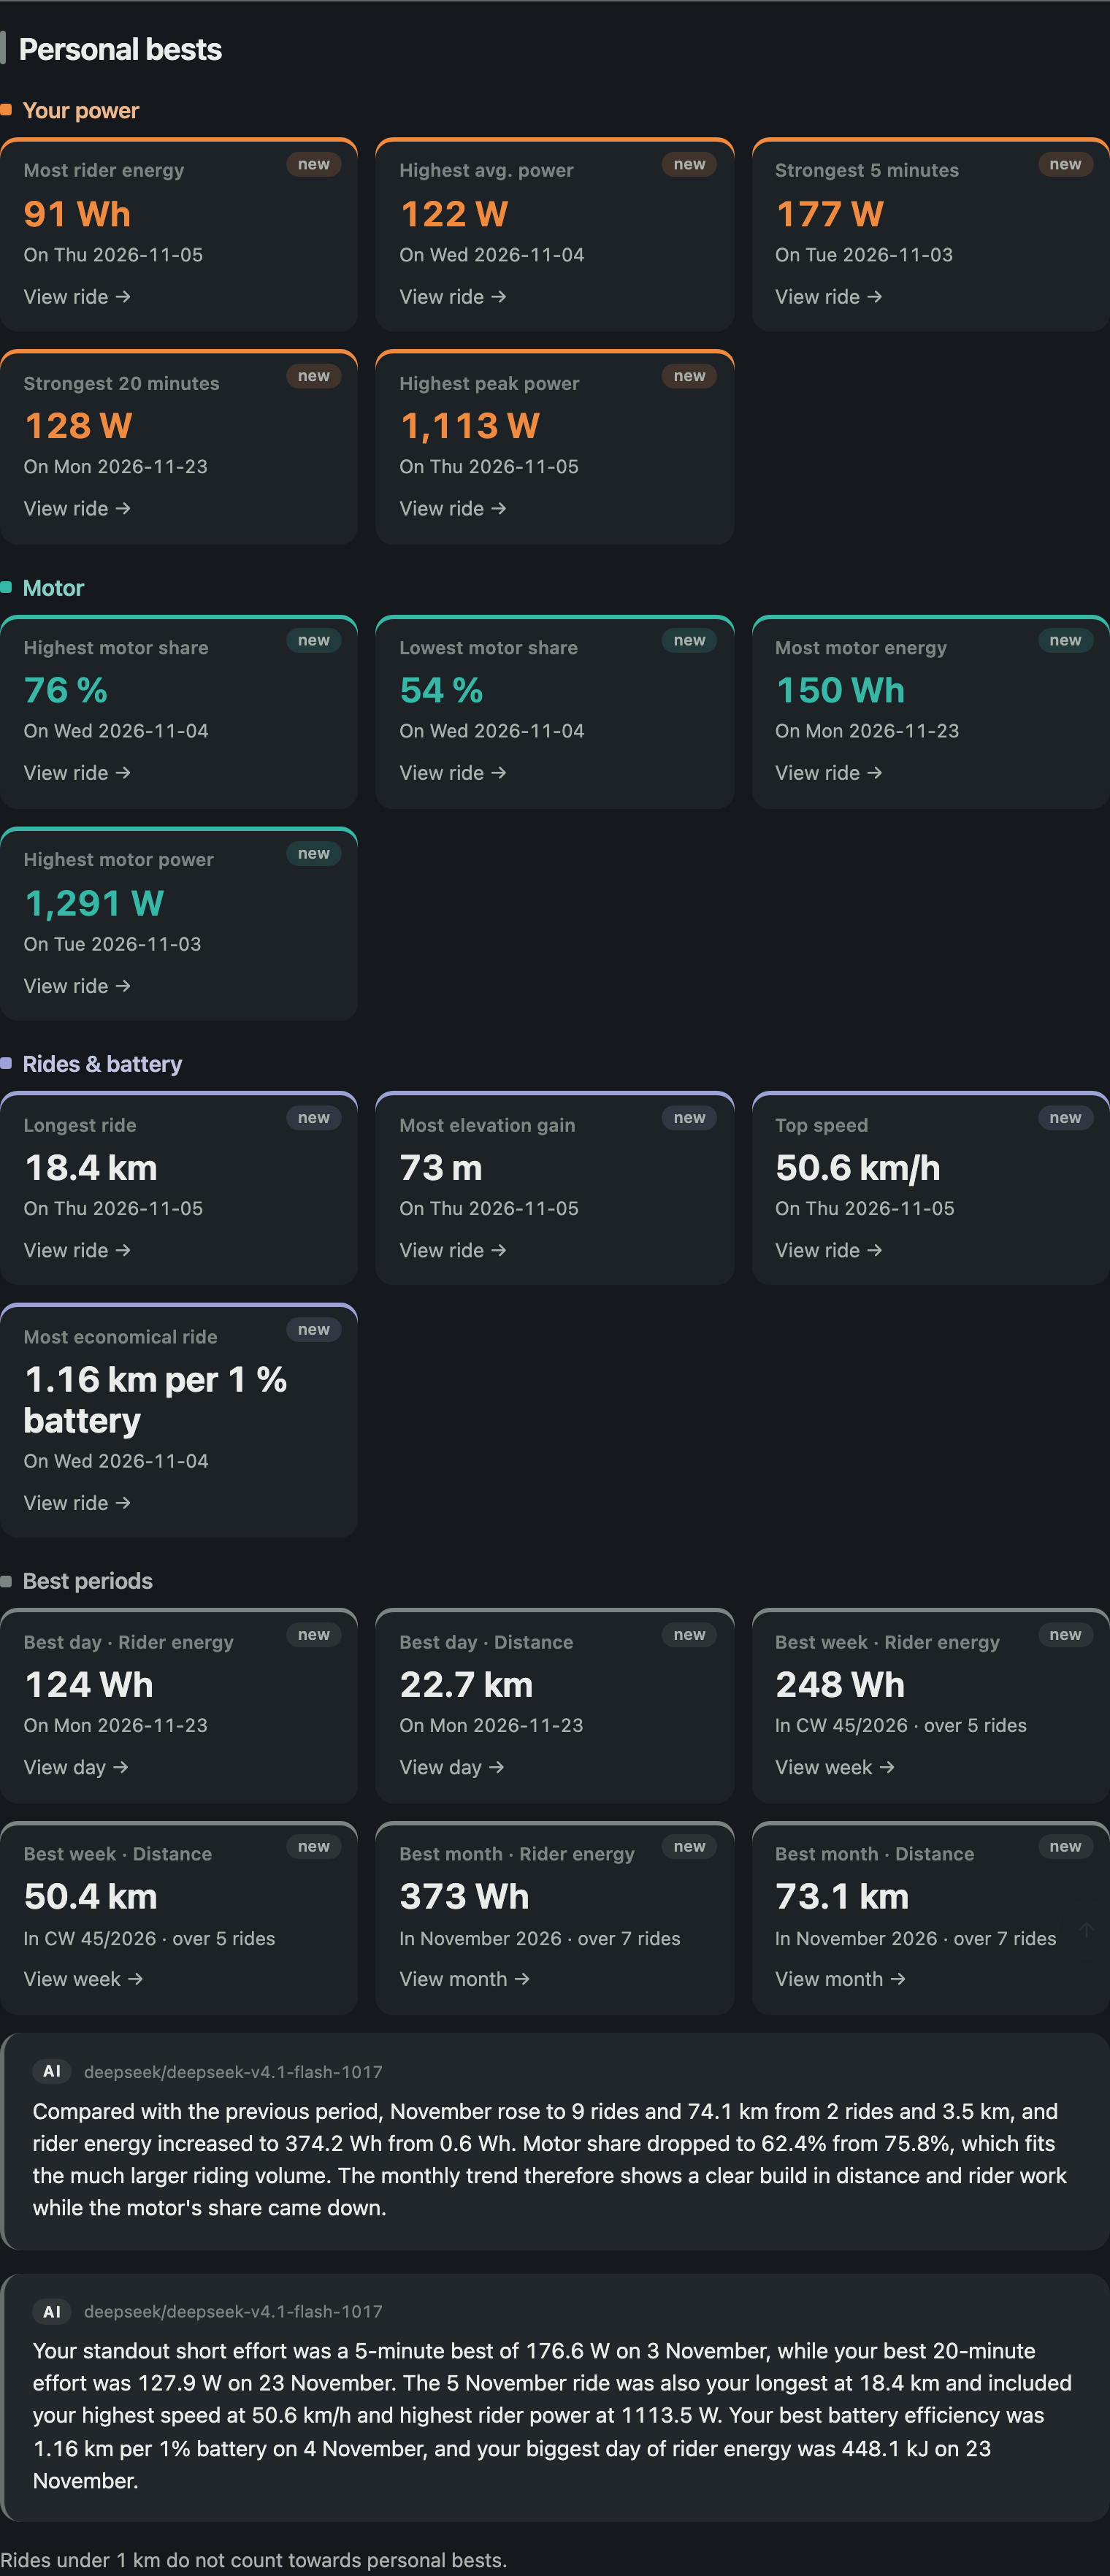 Personal bests
Your power
Most rider energy
new
91 Wh
On Thu 2026-11-05
View ride →
Highest avg. power
new
122 W
On Wed 2026-11-04
View ride →
Strongest 5 minutes
new
177 W
On Tue 2026-11-03
View ride →
Strongest 20 minutes
new
128 W
On Mon 2026-11-23
View ride →
Highest peak power
new
1,113 W
On Thu 2026-11-05
View ride →
Motor
Highest motor share
new
76 %
On Wed 2026-11-04
View ride →
Lowest motor share
new
54 %
On Wed 2026-11-04
View ride →
Most motor energy
new
150 Wh
On Mon 2026-11-23
View ride →
Highest motor power
new
1,291 W
On Tue 2026-11-03
View ride →
Rides & battery
Longest ride
new
18.4 km
On Thu 2026-11-05
View ride →
Most elevation gain
new
73 m
On Thu 2026-11-05
View ride →
Top speed
new
50.6 km/h
On Thu 2026-11-05
View ride →
Most economical ride
new
1.16 km per 1 %
battery
On Wed 2026-11-04
View ride →
Best periods
Best day · Rider energy
new
124 Wh
On Mon 2026-11-23
View day →
Best day · Distance
new
22.7 km
On Mon 2026-11-23
View day →
Best week · Rider energy
new
248 Wh
In CW 45/2026 · over 5 rides
View week →
Best week · Distance
new
50.4 km
In CW 45/2026 · over 5 rides
View week →
Best month · Rider energy
new
373 Wh
In November 2026 · over 7 rides
View month →
Best month · Distance
new
73.1 km
In November 2026 · over 7 rides
View month →
AI deepseek/deepseek-v4.1-flash-1017
Compared with the previous period, November rose to 9 rides and 74.1 km from 2 rides and 3.5 km, and
rider energy increased to 374.2 Wh from 0.6 Wh. Motor share dropped to 62.4% from 75.8%, which fits
the much larger riding volume. The monthly trend therefore shows a clear build in distance and rider work
while the motor's share came down.
AI deepseek/deepseek-v4.1-flash-1017
Your standout short effort was a 5-minute best of 176.6 W on 3 November, while your best 20-minute
effort was 127.9 W on 23 November. The 5 November ride was also your longest at 18.4 km and included
your highest speed at 50.6 km/h and highest rider power at 1113.5 W. Your best battery efficiency was
1.16 km per 1% battery on 4 November, and your biggest day of rider energy was 448.1 kJ on 23
November.
Rides under 1 km do not count towards personal bests.